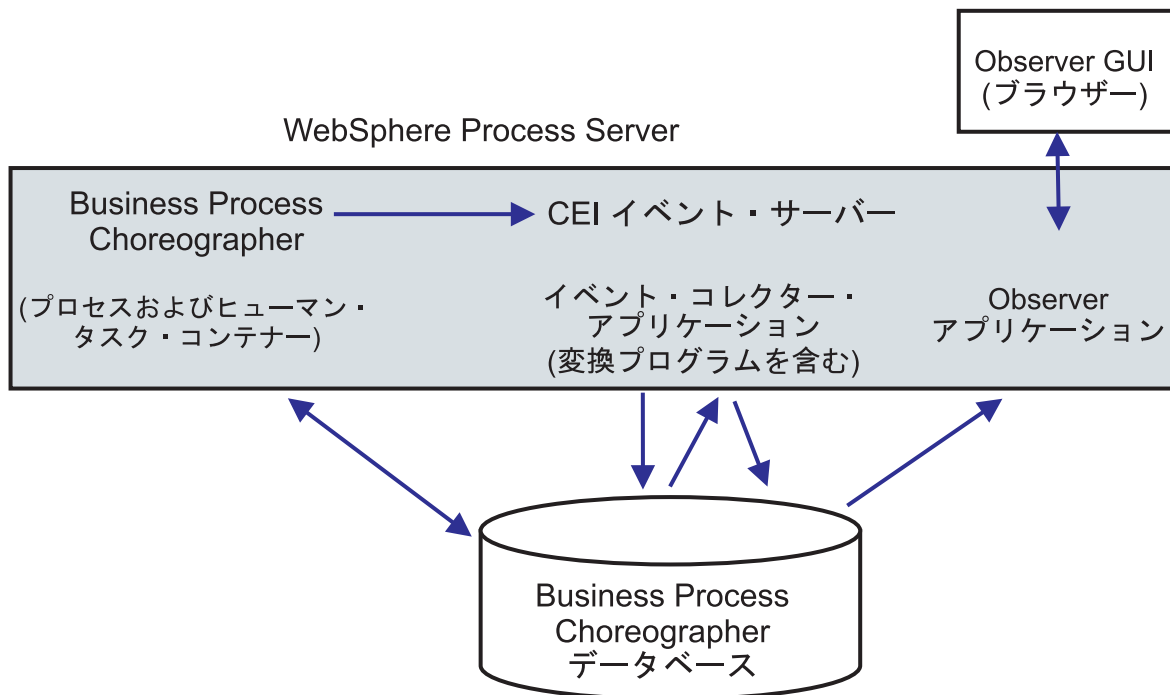 Observer GUI
(ブラウザー)
WebSphere Process Server
Business Process
Choreographer
CEI イベント・サーバー
(プロセスおよびヒューマン・
タスク・コンテナー)
イベント・コレクター・
アプリケーション
(変換プログラムを含む)
Observer
アプリケーション
Business Process
Choreographer
データベース